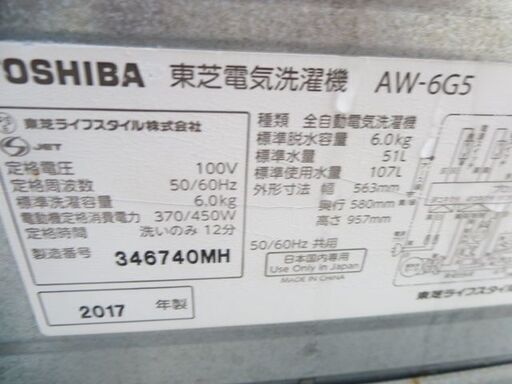 TOSHIBA 東芝電気洗濯機 AW-6G5
東芝ライフスタイル株式会社
JET
定格電圧 100V
定格周波数 50/60Hz
標準洗濯容量 6.0kg
電動機定格消費電力 370/450W
定格時間 洗いのみ 12分
製造番号 346740MH
2017 年製
種類 全自動電気洗濯機
標準脱水容量 6.0kg
標準水量 51L
標準使用水量 107L
外形寸法 幅 563mm
奥行 580mm
高さ 957mm
50/60Hz 共用
日本国内専用
Use Only in Japan
MADE IN CHINA
東芝ライフスタイル